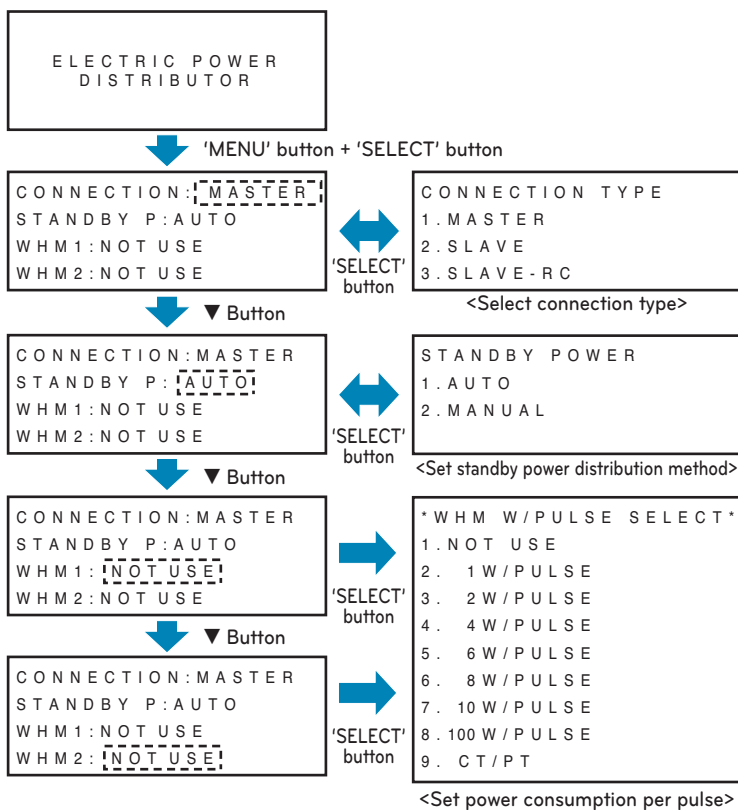 ELECTRIC POWER
DISTRIBUTOR
'MENU' button + 'SELECT' button
CONNECTION:MASTER
STANDBY P:AUTO
WHM1:NOT USE
WHM2:NOT USE
'SELECT'
button
CONNECTION TYPE
1.MASTER
2.SLAVE
3.SLAVE-RC
<Select connection type>
▼ Button
CONNECTION:MASTER
STANDBY P:AUTO
WHM1:NOT USE
WHM2:NOT USE
'SELECT'
button
STANDBY POWER
1.AUTO
2.MANUAL
<Set standby power distribution method>
▼ Button
CONNECTION:MASTER
STANDBY P:AUTO
WHM1:NOT USE
WHM2:NOT USE
'SELECT'
button
▼ Button
CONNECTION:MASTER
STANDBY P:AUTO
WHM1:NOT USE
WHM2:NOT USE
'SELECT'
button
*WHM W/PULSE SELECT*
1.NOT USE
2. 1W/PULSE
3. 2W/PULSE
4. 4W/PULSE
5. 6W/PULSE
6. 8W/PULSE
7. 10W/PULSE
8. 100W/PULSE
9. CT/PT
<Set power consumption per pulse>